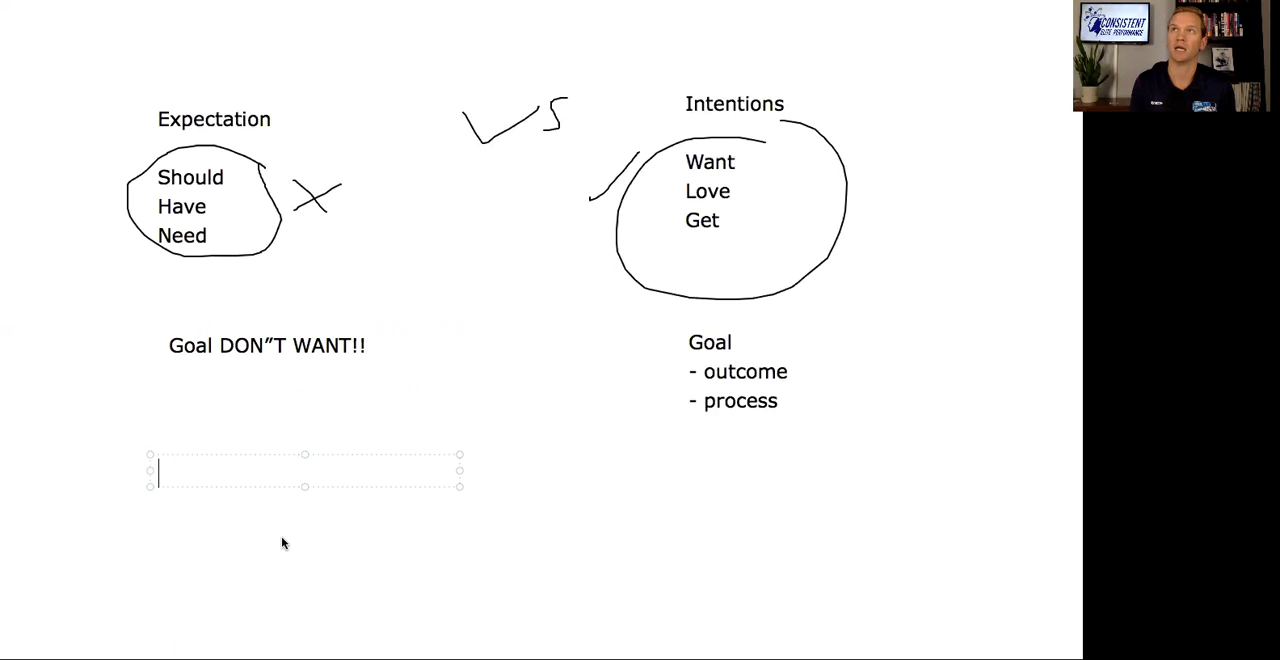 Expectation
Should
Have
Need
VS
Intentions
Want
Love
Get
Goal DON"T WANT!!
Goal
- outcome
- process
CONSISTENT
ELITE PERFORMANCE